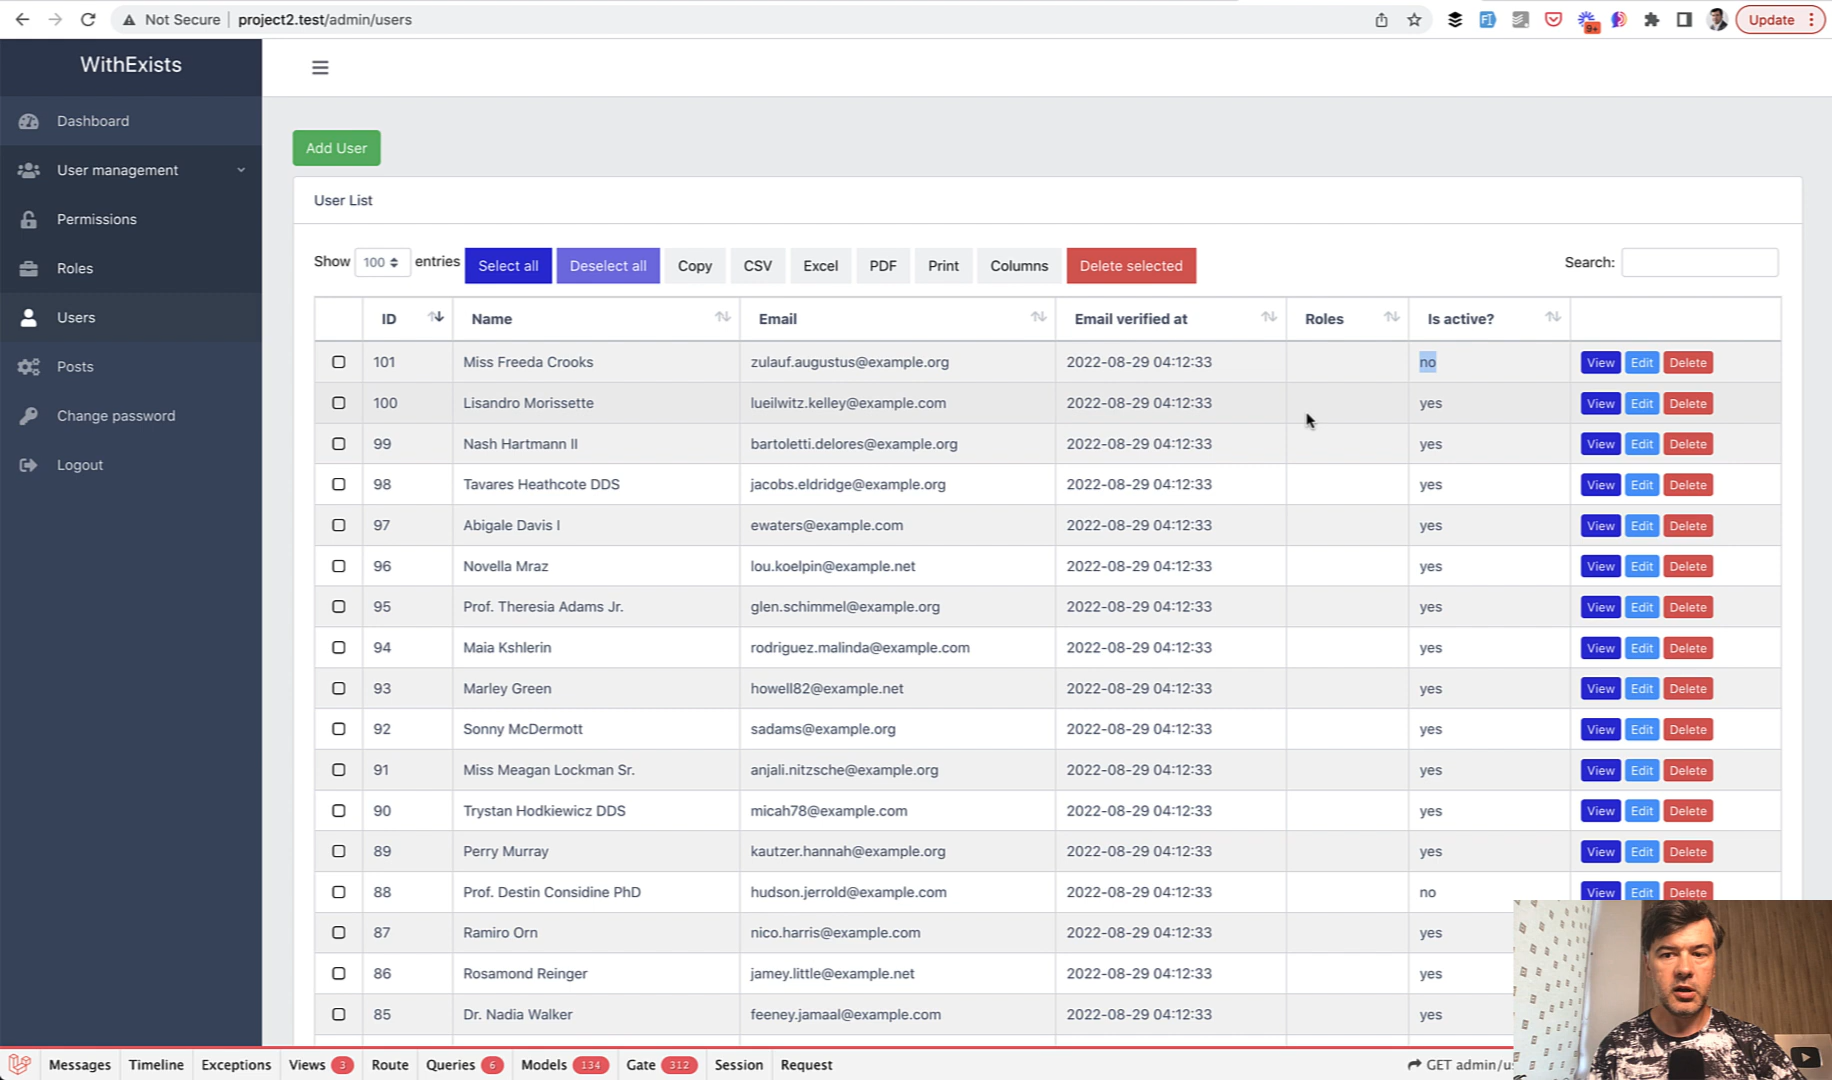 Not Secure | project2.test/admin/users
9+
Update
WithExists
Dashboard
User management
Permissions
Roles
Users
Posts
Change password
Logout
Add User
User List
Show 100 entries Select all Deselect all Copy CSV Excel PDF Print Columns Delete selected Search:
ID Name Email Email verified at Roles Is active?
101 Miss Freeda Crooks zulauf.augustus@example.org 2022-08-29 04:12:33 no View Edit Delete
100 Lisandro Morissette lueilwitz.kelley@example.com 2022-08-29 04:12:33 yes View Edit Delete
99 Nash Hartmann II bartoletti.delores@example.org 2022-08-29 04:12:33 yes View Edit Delete
98 Tavares Heathcote DDS jacobs.eldridge@example.org 2022-08-29 04:12:33 yes View Edit Delete
97 Abigale Davis I ewaters@example.com 2022-08-29 04:12:33 yes View Edit Delete
96 Novella Mraz lou.koelpin@example.net 2022-08-29 04:12:33 yes View Edit Delete
95 Prof. Theresia Adams Jr. glen.schimmel@example.org 2022-08-29 04:12:33 yes View Edit Delete
94 Maia Kshlerin rodriguez.malinda@example.com 2022-08-29 04:12:33 yes View Edit Delete
93 Marley Green howell82@example.net 2022-08-29 04:12:33 yes View Edit Delete
92 Sonny McDermott sadams@example.org 2022-08-29 04:12:33 yes View Edit Delete
91 Miss Meagan Lockman Sr. anjali.nitzsche@example.org 2022-08-29 04:12:33 yes View Edit Delete
90 Trystan Hodkiewicz DDS micah78@example.com 2022-08-29 04:12:33 yes View Edit Delete
89 Perry Murray kautzer.hannah@example.org 2022-08-29 04:12:33 yes View Edit Delete
88 Prof. Destin Considine PhD hudson.jerrold@example.com 2022-08-29 04:12:33 no View Edit Delete
87 Ramiro Orn nico.harris@example.com 2022-08-29 04:12:33 yes
86 Rosamond Reinger jamey.little@example.net 2022-08-29 04:12:33 yes
85 Dr. Nadia Walker feeney.jamaal@example.com 2022-08-29 04:12:33 yes
Messages Timeline Exceptions Views 3 Route Queries 6 Models 134 Gate 312 Session Request GET admin/us